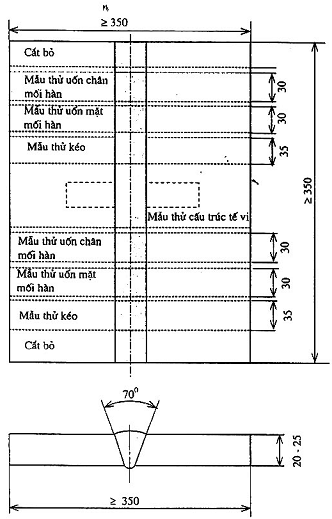 n
≥ 350
Cắt bỏ
Mẫu thử uốn chân
mối hàn
30
Mẫu thử uốn mặt
mối hàn
30
Mẫu thử kéo
35
≥ 350
Mẫu thử cấu trúc tế vi
Mẫu thử uốn chân
mối hàn
30
Mẫu thử uốn mặt
mối hàn
30
Mẫu thử kéo
35
Cắt bỏ
70⁰
20 - 25
≥ 350